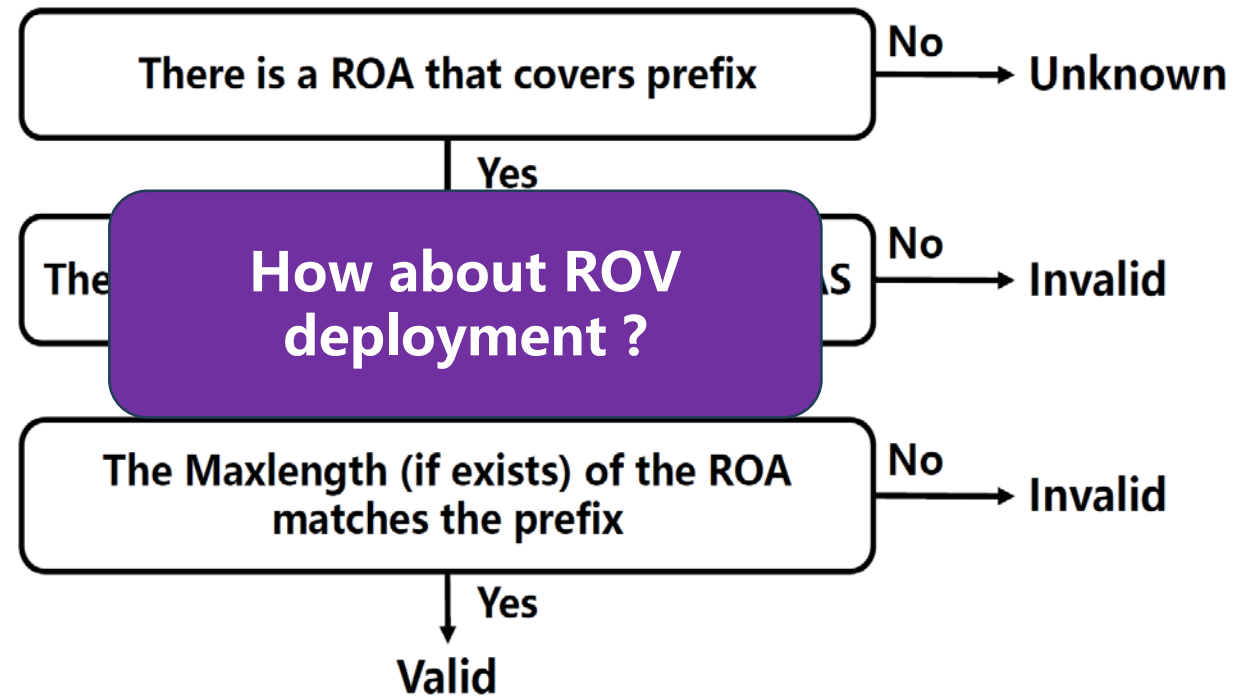 There is a ROA that covers prefix
No
Unknown
Yes
How about ROV
deployment ?
The
No
Invalid
The Maxlength (if exists) of the ROA
matches the prefix
No
Invalid
Yes
Valid